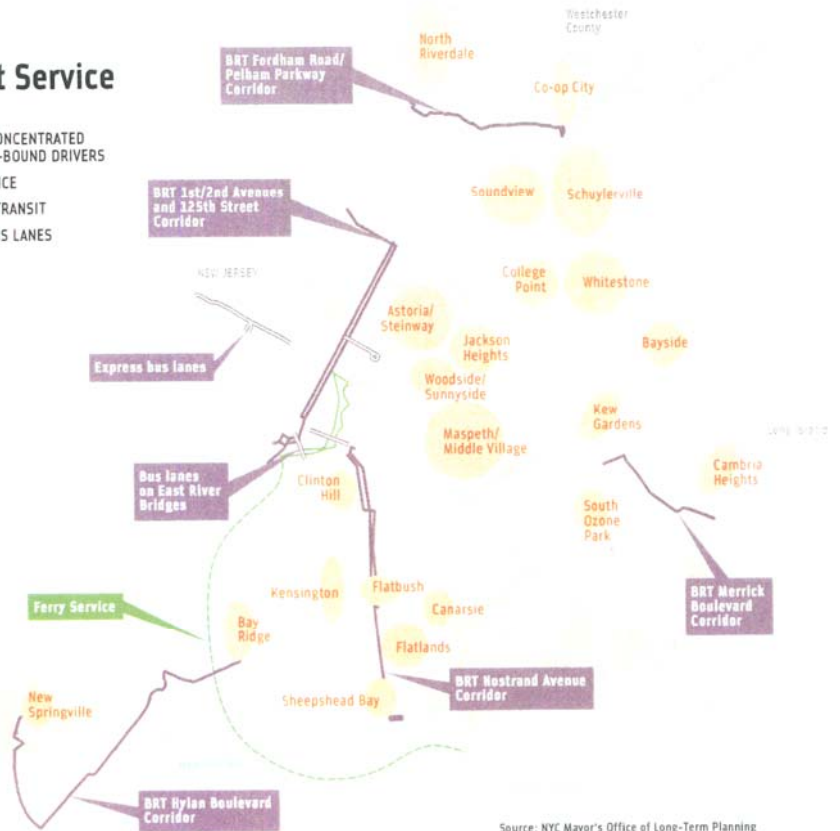 t Service
ONCENTRATED
-BOUND DRIVERS
ICE
TRANSIT
S LANES
Westchester
County
North
Riverdale
BRT Fordham Road/
Pelham Parkway
Corridor
Co-op City
BRT 1st/2nd Avenues
and 125th Street
Corridor
Soundview
Schuylerville
NEW JERSEY
College
Point
Whitestone
Astoria/
Steinway
Jackson
Heights
Bayside
Express bus lanes
Woodside/
Sunnyside
Kew
Gardens
Maspeth/
Middle Village
Long Island
Bus lanes
on East River
Bridges
Clinton
Hill
Cambria
Heights
South
Ozone
Park
Kensington
Flatbush
Ferry Service
Canarsie
BRT Merrick
Boulevard
Corridor
Bay
Ridge
Flatlands
BRT Nostrand Avenue
Corridor
New
Springville
Sheepshead Bay
BRT Hylan Boulevard
Corridor
Source: NYC Mayor's Office of Long-Term Planning